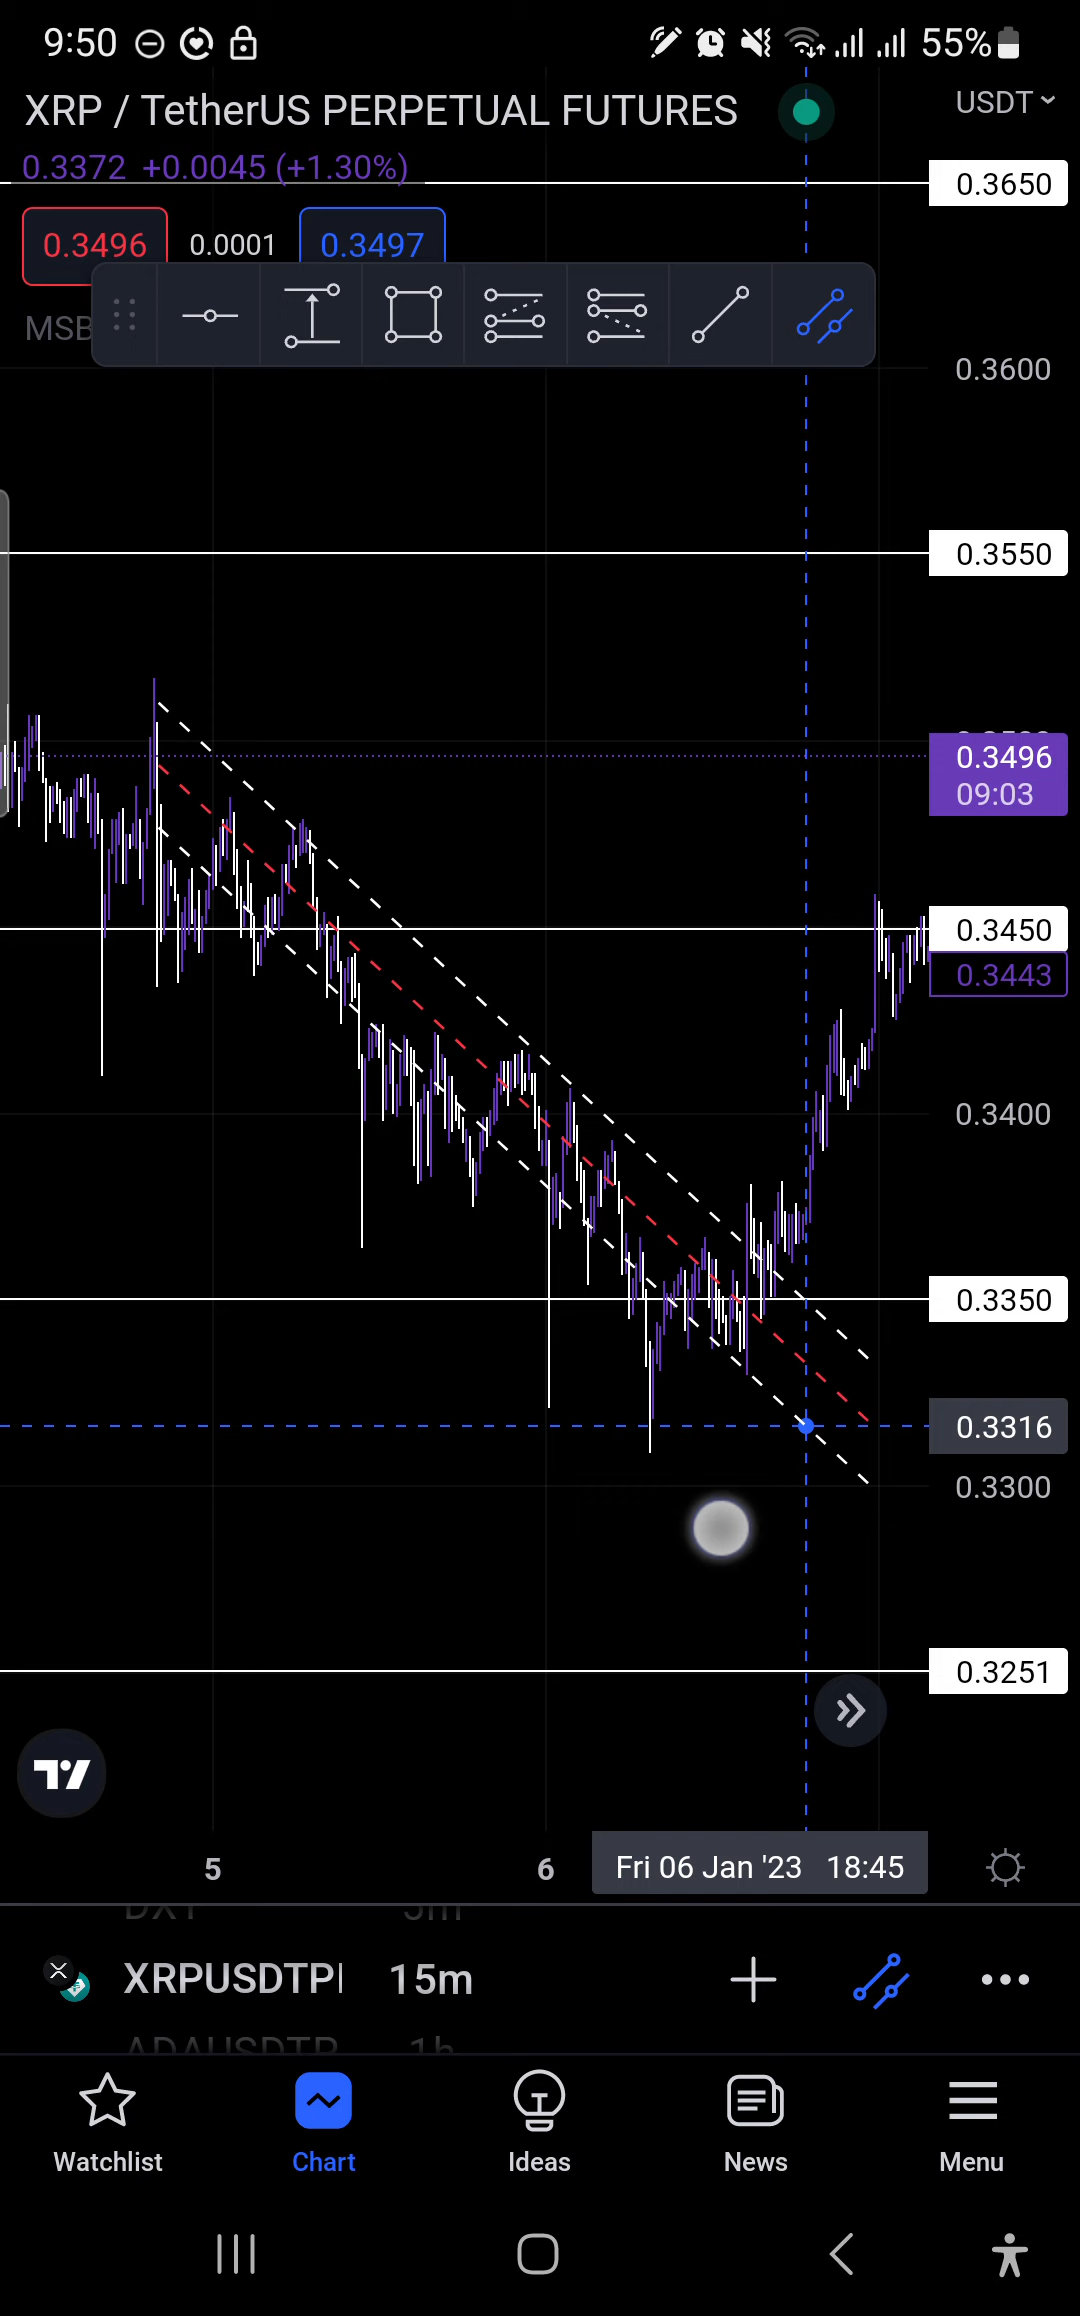 9:50
55%
XRP / TetherUS PERPETUAL FUTURES
USDT
0.3372 +0.0045 (+1.30%)
0.3650
0.3496
0.0001
0.3497
MSB
0.3600
0.3550
0.3496
09:03
0.3450
0.3443
0.3400
0.3350
0.3316
0.3300
0.3251
5
6
Fri 06 Jan '23 18:45
XRPUSDTP
15m
1h
Watchlist
Chart
Ideas
News
Menu